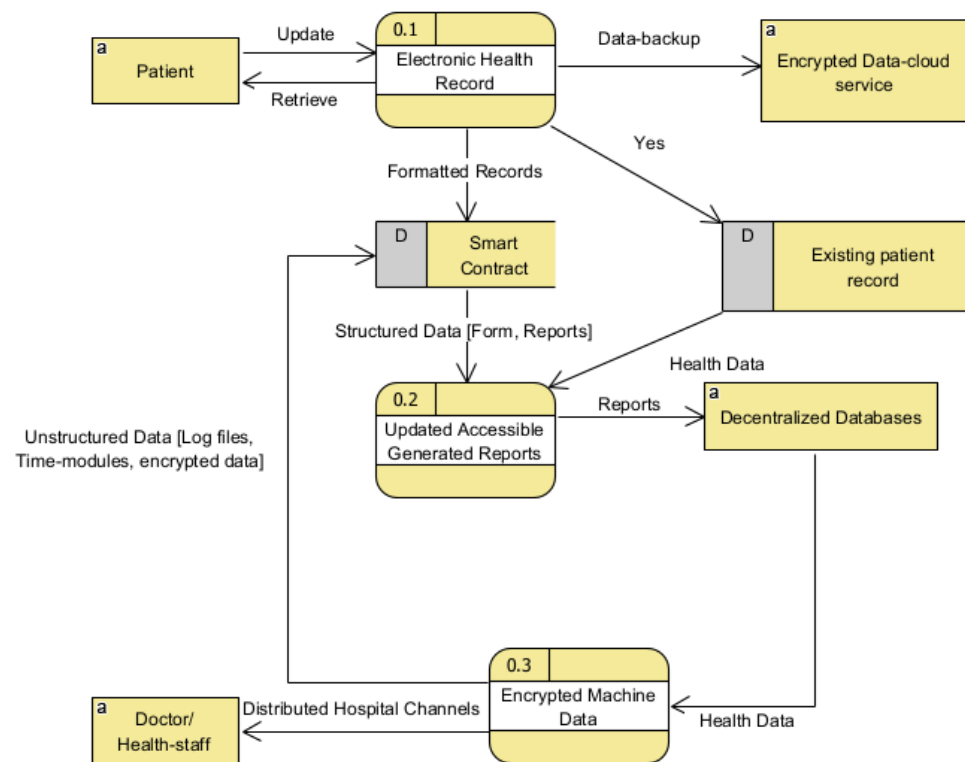 a
Patient
Update
Retrieve
0.1
Electronic Health
Record
Data-backup
a
Encrypted Data-cloud
service
Formatted Records
Yes
D
Smart
Contract
D
Existing patient
record
Structured Data [Form, Reports]
Health Data
0.2
Updated Accessible
Generated Reports
Reports
a
Decentralized Databases
Unstructured Data [Log files,
Time-modules, encrypted data]
0.3
Encrypted Machine
Data
Health Data
Distributed Hospital Channels
a
Doctor/
Health-staff